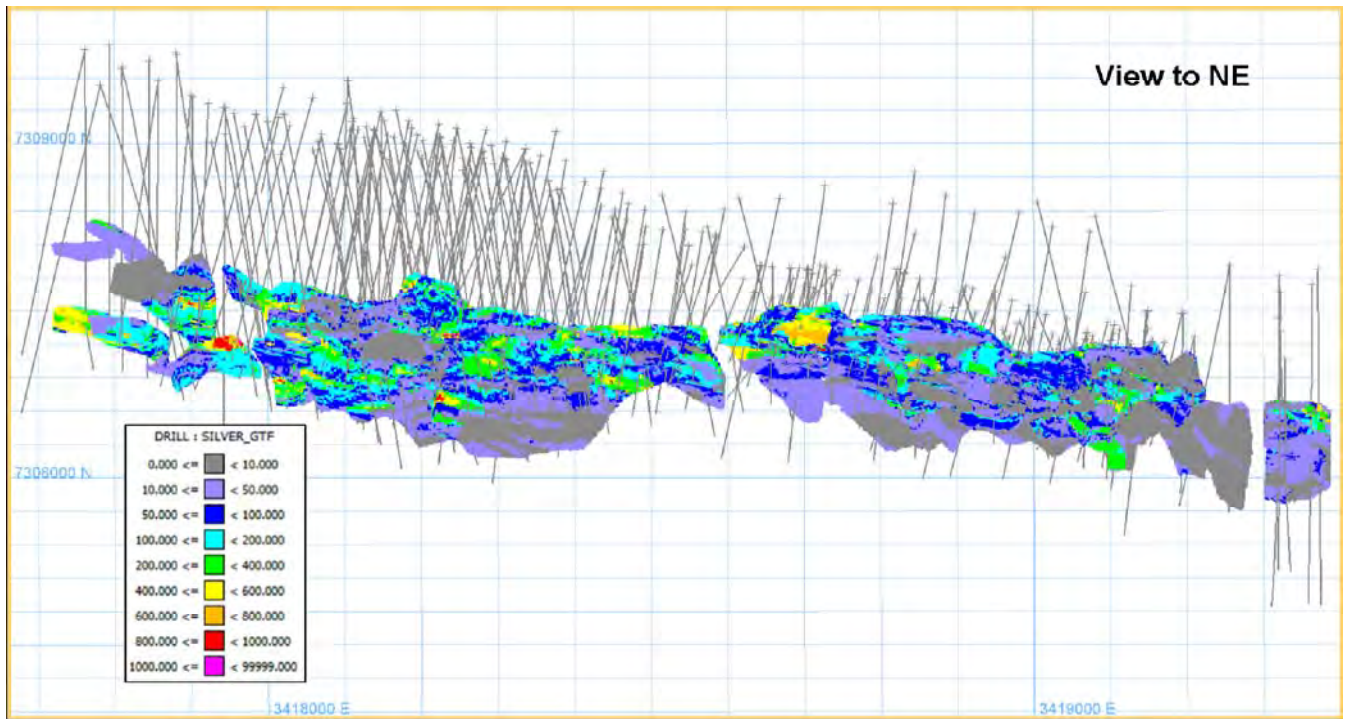 View to NE
7309000 N
DRILL : SILVER_GTF
0.000 <= < 10.000
10.000 <= < 50.000
50.000 <= < 100.000
100.000 <= < 200.000
200.000 <= < 400.000
400.000 <= < 600.000
600.000 <= < 800.000
800.000 <= < 1000.000
1000.000 <= < 99999.000
3418000 E
3419000 E